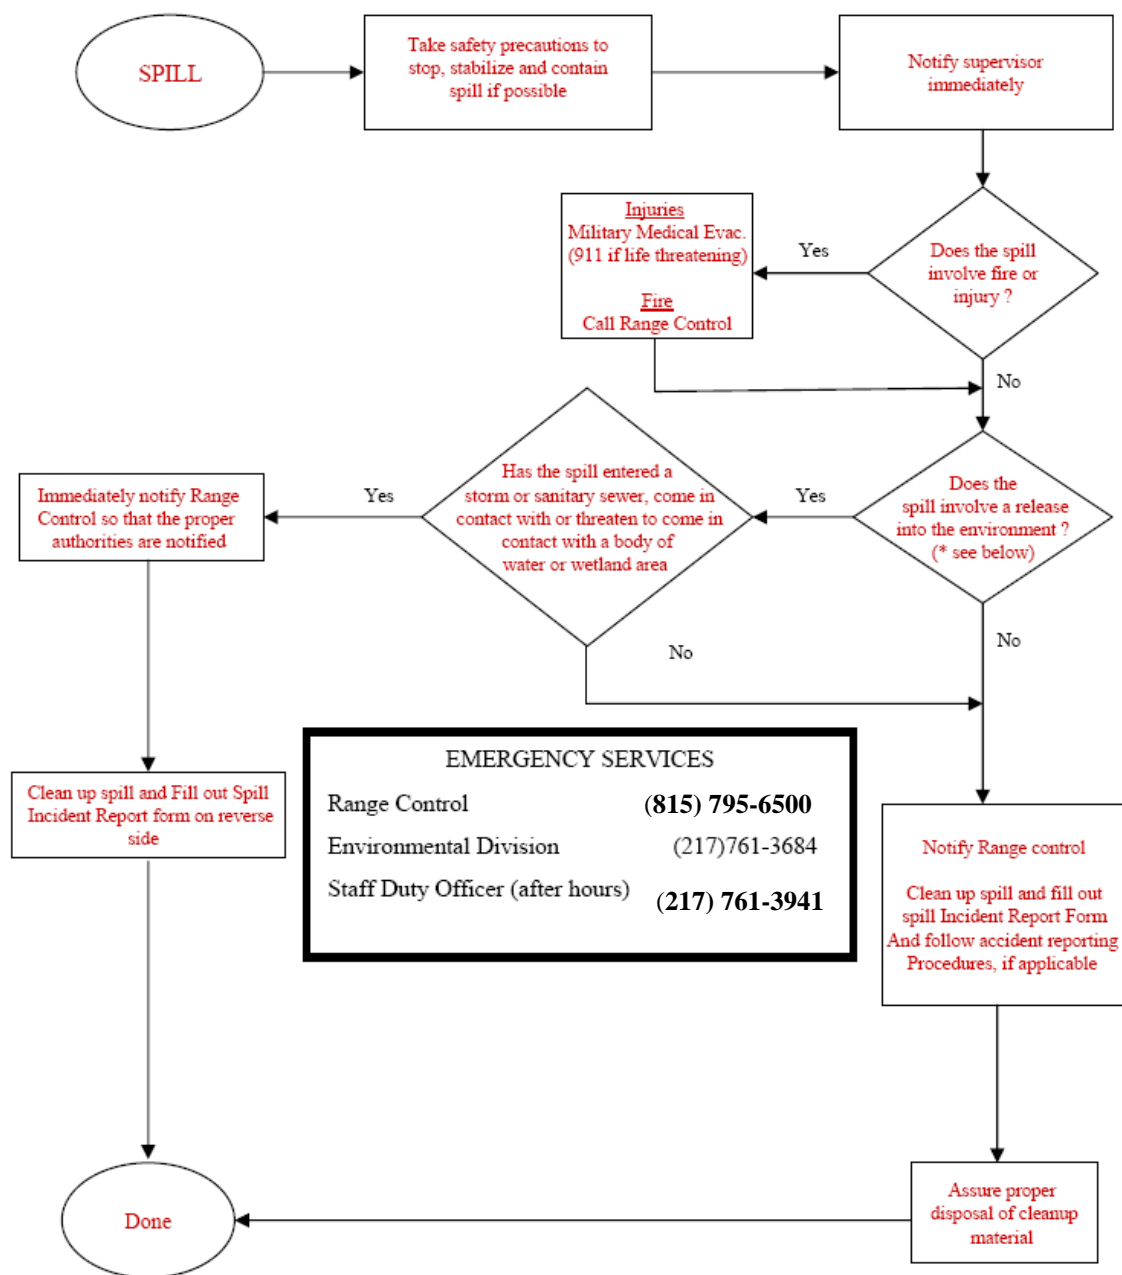 SPILL
Take safety precautions to
stop, stabilize and contain
spill if possible
Notify supervisor
immediately
Does the spill
involve fire or
injury ?
Yes
Injuries
Military Medical Evac.
(911 if life threatening)
Fire
Call Range Control
No
Does the
spill involve a release
into the environment ?
(* see below)
Yes
Has the spill entered a
storm or sanitary sewer, come in
contact with or threaten to come in
contact with a body of
water or wetland area
Yes
Immediately notify Range
Control so that the proper
authorities are notified
No
No
Clean up spill and Fill out Spill
Incident Report form on reverse
side
EMERGENCY SERVICES
Range Control (815) 795-6500
Environmental Division (217)761-3684
Staff Duty Officer (after hours) (217) 761-3941
Notify Range control
Clean up spill and fill out
spill Incident Report Form
And follow accident reporting
Procedures, if applicable
Assure proper
disposal of cleanup
material
Done